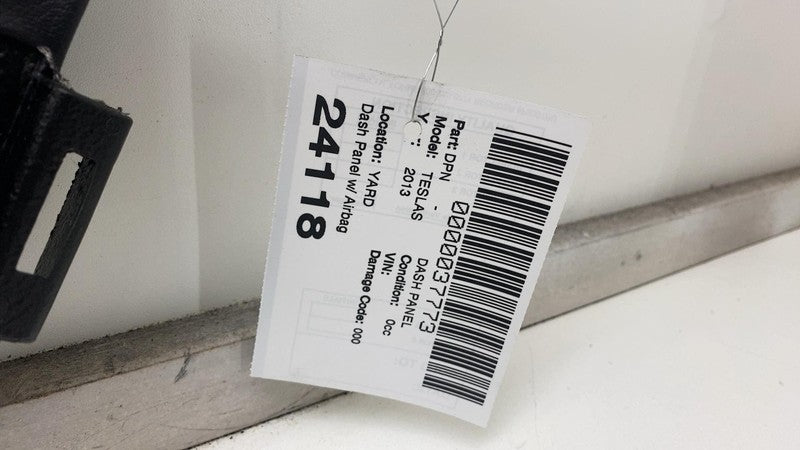 0000037773
Part: DPN - DASH PANEL
Model: TESLAS Condition: 0cc
2013 VIN:
Location: YARD Damage Code: 000
Dash Panel w/ Airbag
24118